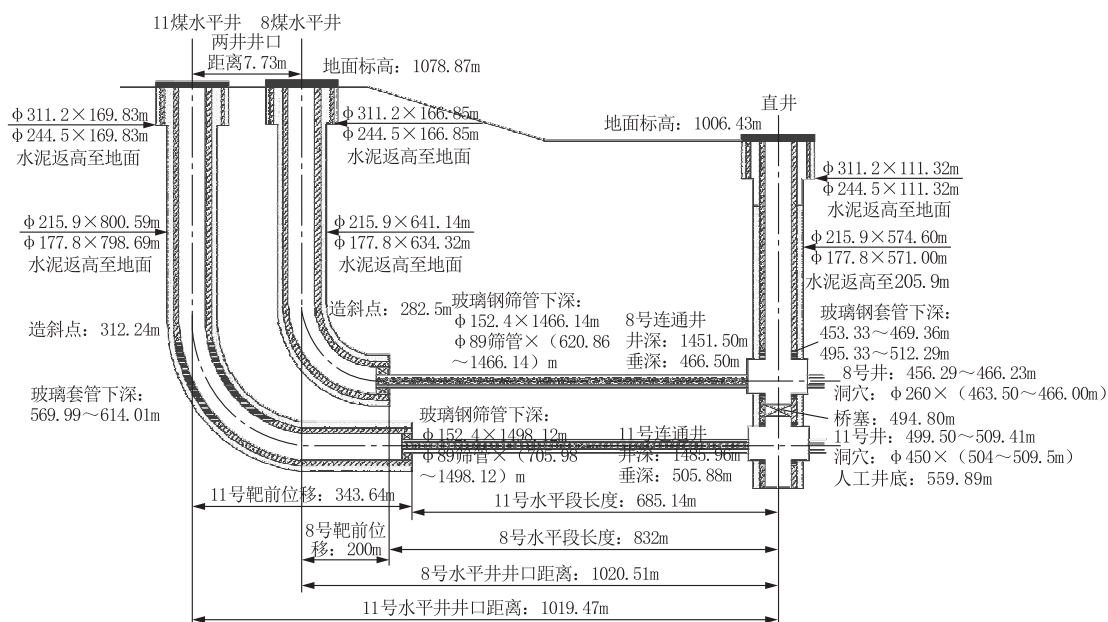 11煤水平井
8煤水平井
两井井口
距离7.73m
地面标高：1078.87m
直井
地面标高：1006.43m
φ311.2×169.83m
φ244.5×169.83m
水泥返高至地面
φ311.2×166.85m
φ244.5×166.85m
水泥返高至地面
φ311.2×111.32m
φ244.5×111.32m
水泥返高至地面
φ215.9×800.59m
φ177.8×798.69m
水泥返高至地面
φ215.9×641.14m
φ177.8×634.32m
水泥返高至地面
φ215.9×574.60m
φ177.8×571.00m
水泥返高至205.9m
造斜点：312.24m
造斜点：282.5m
玻璃钢筛管下深：
φ152.4×1466.14m
φ89筛管×（620.86
～1466.14）m
8号连通井
井深：1451.50m
垂深：466.50m
玻璃钢套管下深：
453.33～469.36m
495.33～512.29m
8号井：456.29～466.23m
洞穴：φ260×（463.50～466.00m）
桥塞：494.80m
11号井：499.50～509.41m
洞穴：φ450×（504～509.5m）
人工井底：559.89m
玻璃套管下深：
569.99～614.01m
玻璃钢筛管下深：
φ152.4×1498.12m
φ89筛管×（705.98
～1498.12）m
11号连通井
井深：1485.96m
垂深：505.88m
11号靶前位移：343.64m
11号水平段长度：685.14m
8号靶前位
移：200m
8号水平段长度：832m
8号水平井井口距离：1020.51m
11号水平井井口距离：1019.47m